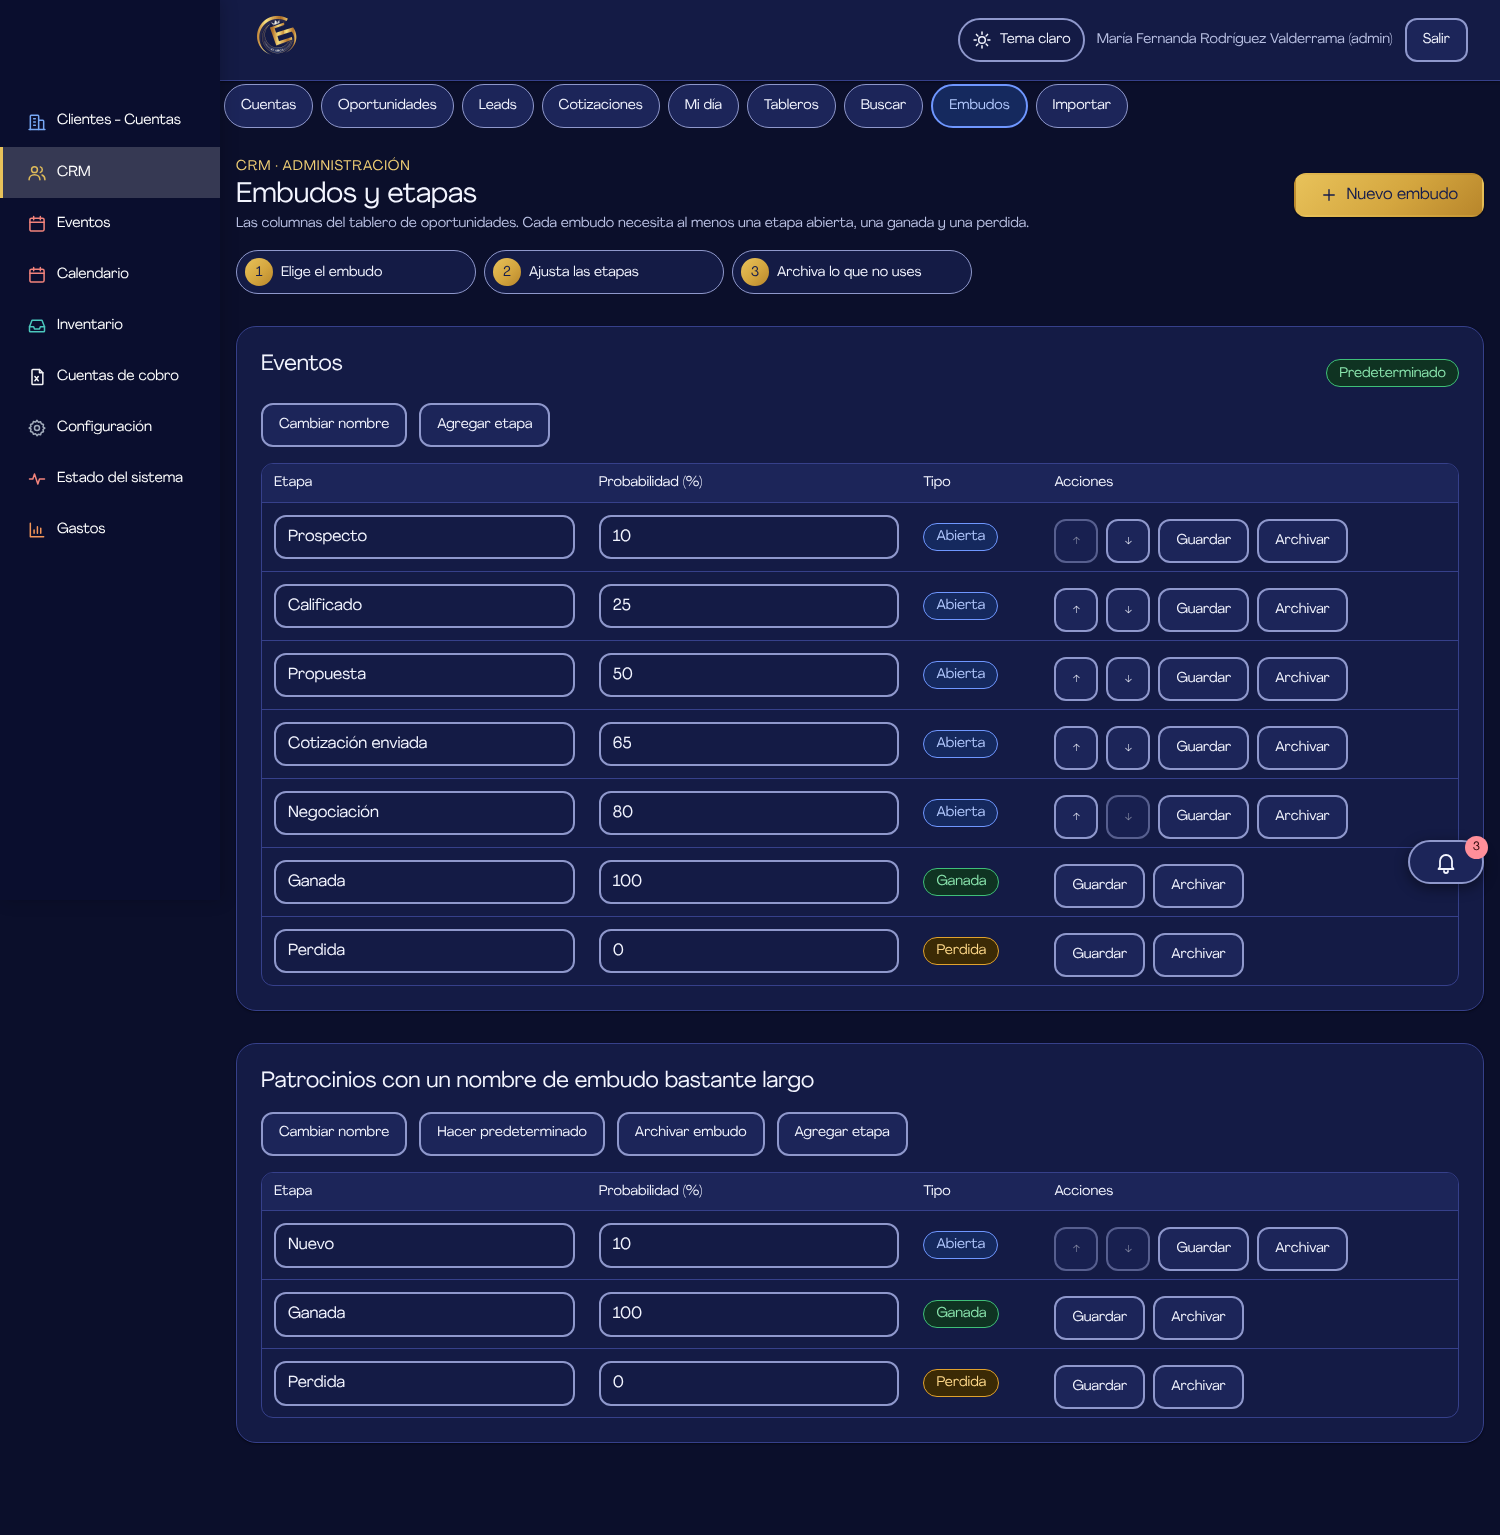 Tema claro
María Fernanda Rodríguez Valderrama (admin)
Salir
Clientes - Cuentas
CRM
Eventos
Calendario
Inventario
Cuentas de cobro
Configuración
Estado del sistema
Gastos
Cuentas
Oportunidades
Leads
Cotizaciones
Mi día
Tableros
Buscar
Embudos
Importar
CRM · ADMINISTRACIÓN
Embudos y etapas
Las columnas del tablero de oportunidades. Cada embudo necesita al menos una etapa abierta, una ganada y una perdida.
+ Nuevo embudo
1 Elige el embudo
2 Ajusta las etapas
3 Archiva lo que no uses
Eventos
Predeterminado
Cambiar nombre
Agregar etapa
Etapa Probabilidad (%) Tipo Acciones
Prospecto 10 Abierta ↑ ↓ Guardar Archivar
Calificado 25 Abierta ↑ ↓ Guardar Archivar
Propuesta 50 Abierta ↑ ↓ Guardar Archivar
Cotización enviada 65 Abierta ↑ ↓ Guardar Archivar
Negociación 80 Abierta ↑ ↓ Guardar Archivar
3
Ganada 100 Ganada Guardar Archivar
Perdida 0 Perdida Guardar Archivar
Patrocinios con un nombre de embudo bastante largo
Cambiar nombre
Hacer predeterminado
Archivar embudo
Agregar etapa
Etapa Probabilidad (%) Tipo Acciones
Nuevo 10 Abierta ↑ ↓ Guardar Archivar
Ganada 100 Ganada Guardar Archivar
Perdida 0 Perdida Guardar Archivar